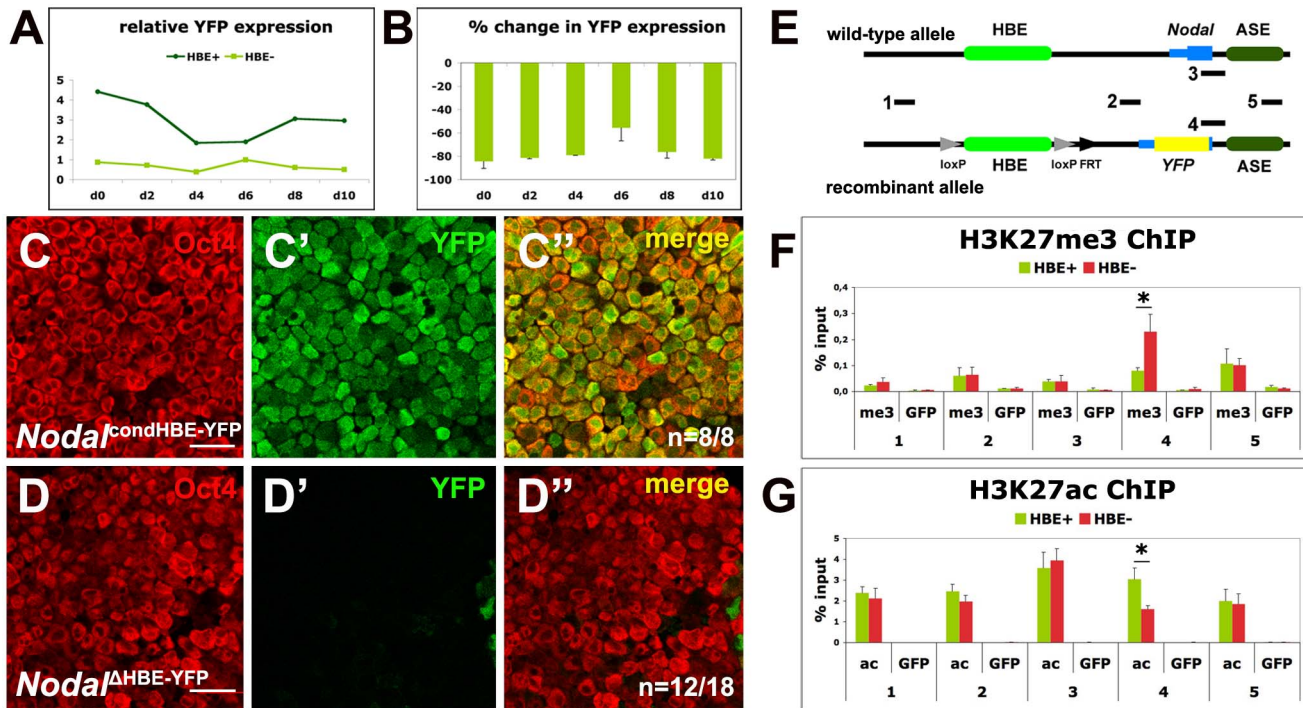 A
relative YFP expression
HBE+ HBE-
5
4
3
2
1
0
d0 d2 d4 d6 d8 d10
B
% change in YFP expression
0
-20
-40
-60
-80
-100
d0 d2 d4 d6 d8 d10
C
Oct4
NodalcondHBE-YFP
C'
YFP
C''
merge
n=8/8
D
Oct4
NodalΔHBE-YFP
D'
YFP
D''
merge
n=12/18
E
wild-type allele
HBE
Nodal
ASE
3
1
2
5
4
loxP
HBE
loxP FRT
YFP
ASE
recombinant allele
F
H3K27me3 ChIP
HBE+ HBE-
% input
0,4
0,3
0,2
0,1
0,0
*
me3 GFP me3 GFP me3 GFP me3 GFP me3 GFP
1 2 3 4 5
G
H3K27ac ChIP
HBE+ HBE-
% input
5
4
3
2
1
0
*
ac GFP ac GFP ac GFP ac GFP ac GFP
1 2 3 4 5